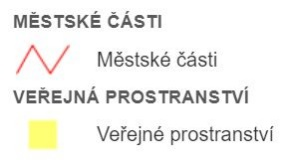 MĚSTSKÉ ČÁSTI
Městské části
VEŘEJNÁ PROSTRANSTVÍ
Veřejné prostranství